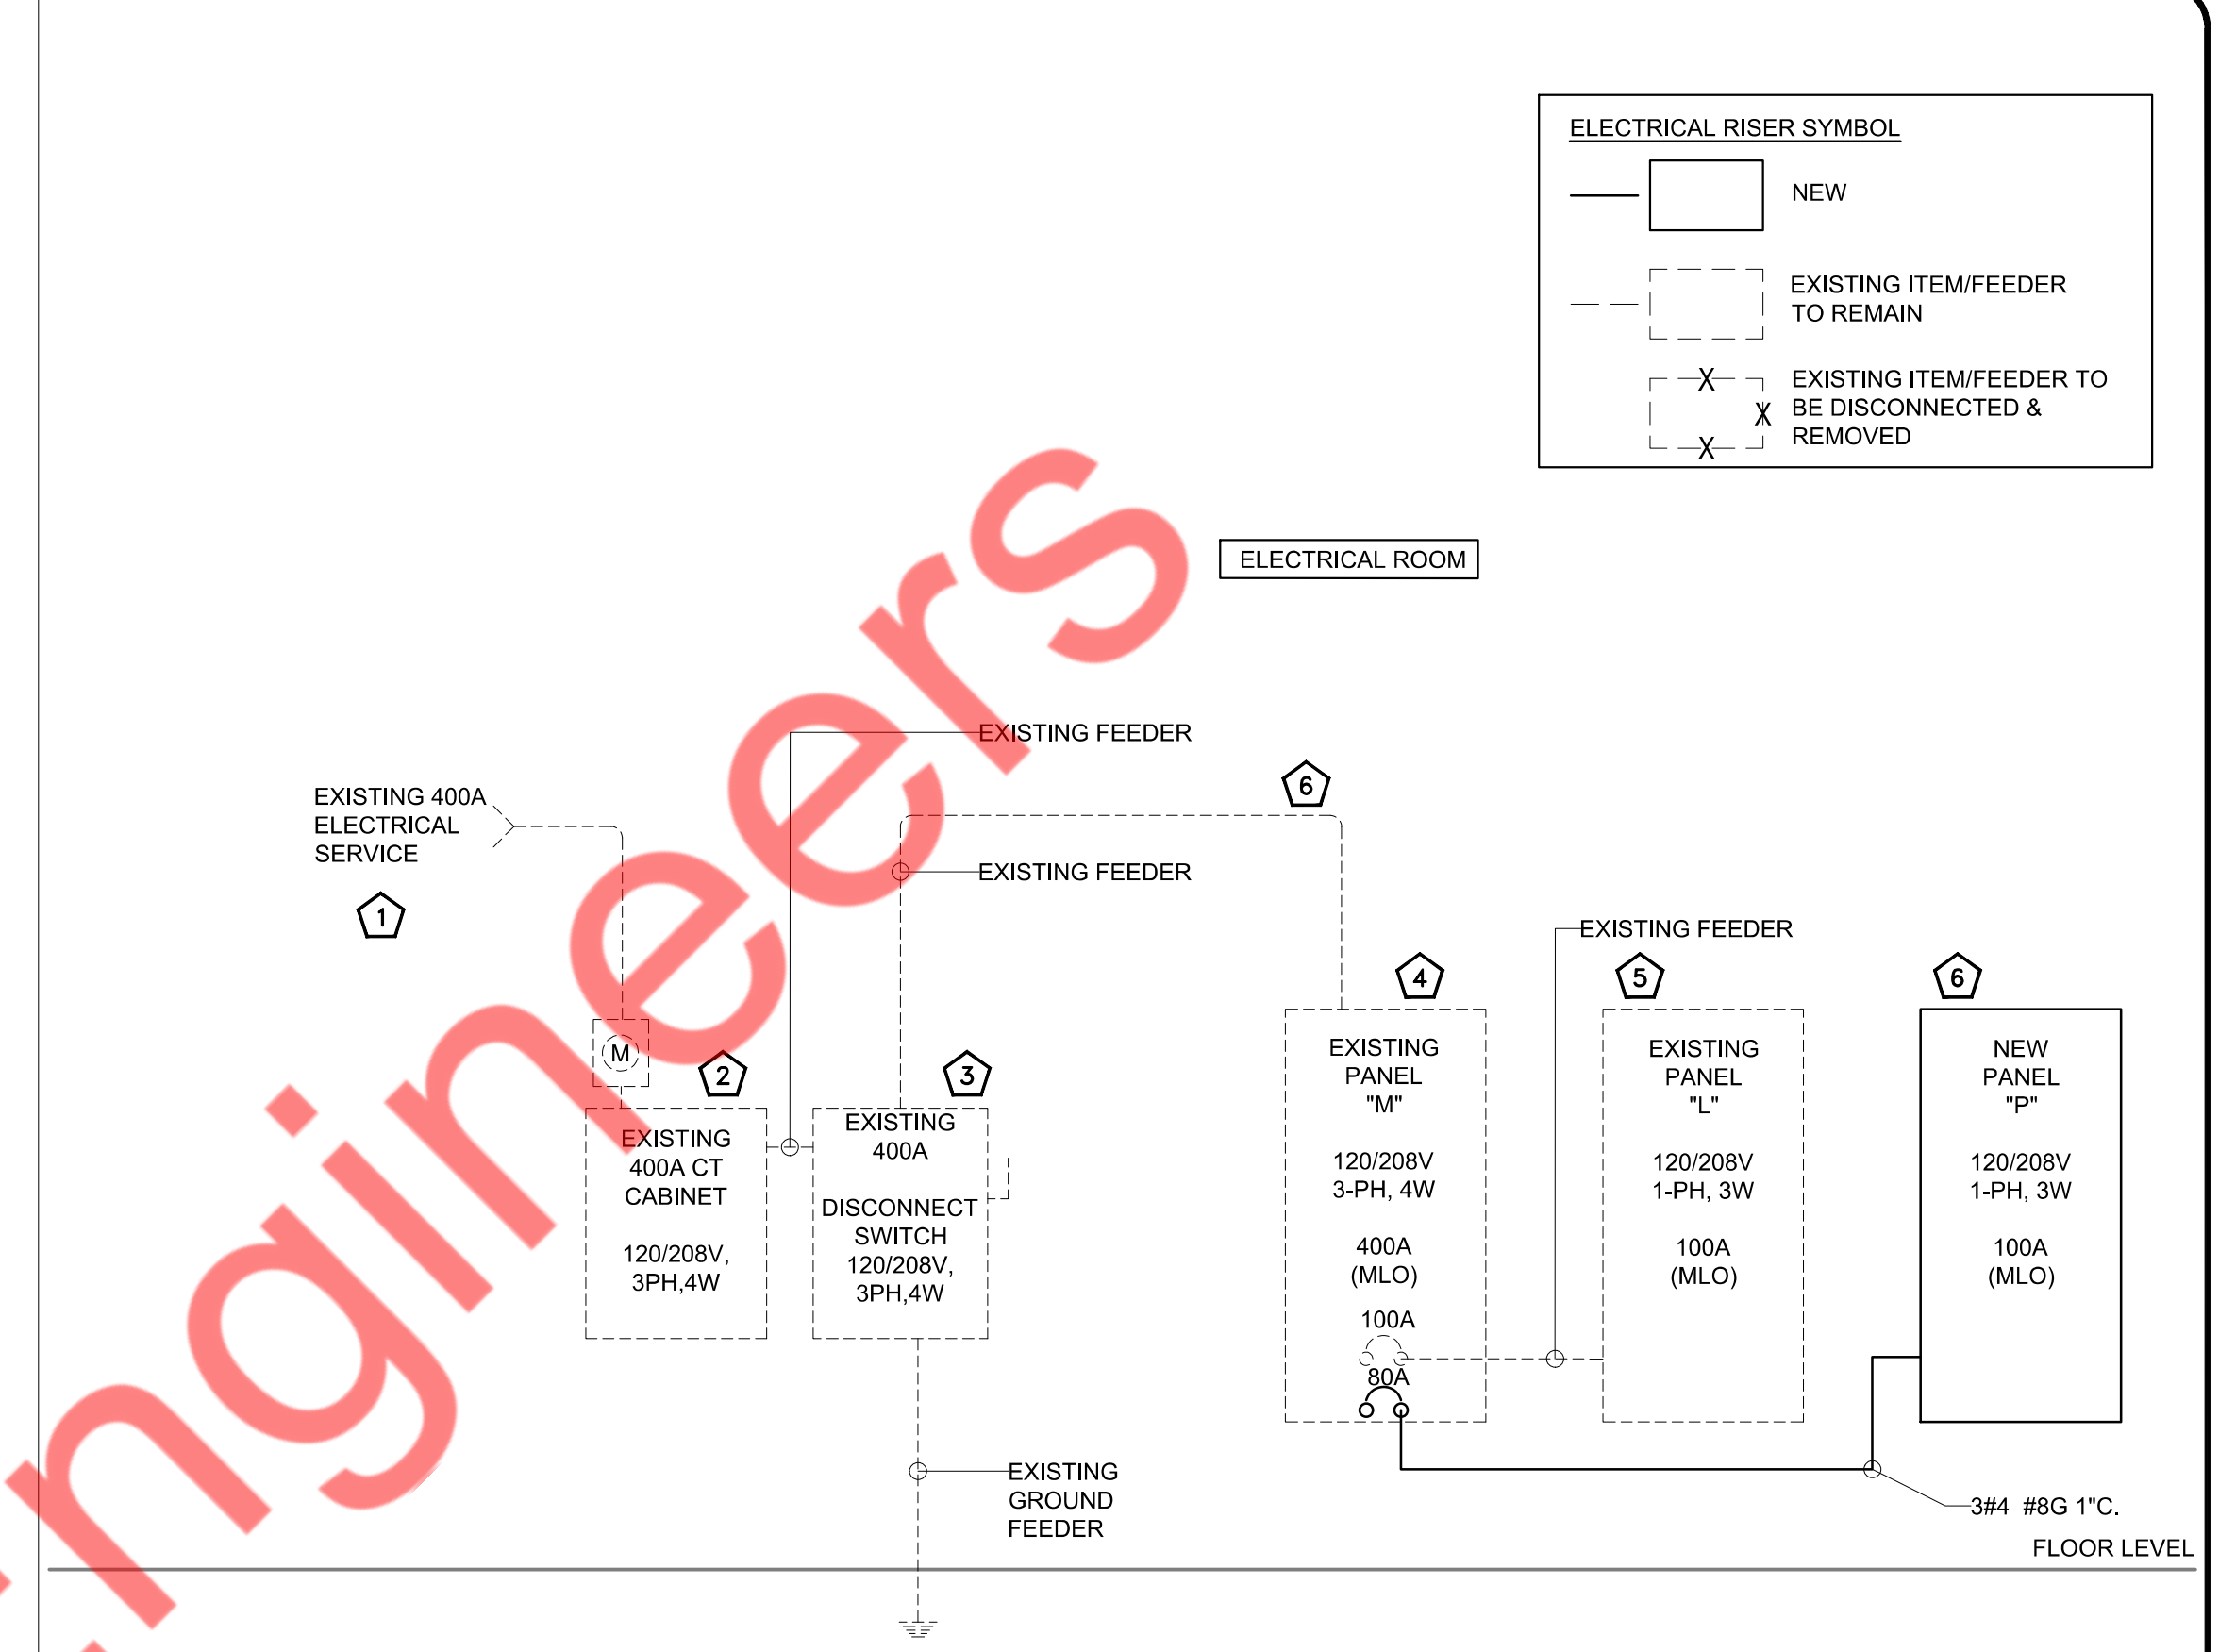 ELECTRICAL RISER SYMBOL
NEW
EXISTING ITEM/FEEDER
TO REMAIN
X
X
X
EXISTING ITEM/FEEDER TO
BE DISCONNECTED &
REMOVED
ELECTRICAL ROOM
EXISTING FEEDER
6
EXISTING 400A
ELECTRICAL
SERVICE
1
EXISTING FEEDER
EXISTING FEEDER
M
2
EXISTING
400A CT
CABINET
120/208V,
3PH,4W
3
EXISTING
400A
DISCONNECT
SWITCH
120/208V,
3PH,4W
4
EXISTING
PANEL
"M"
120/208V
3-PH, 4W
400A
(MLO)
100A
80A
5
EXISTING
PANEL
"L"
120/208V
1-PH, 3W
100A
(MLO)
6
NEW
PANEL
"P"
120/208V
1-PH, 3W
100A
(MLO)
EXISTING
GROUND
FEEDER
3#4 #8G 1"C.
FLOOR LEVEL
ngineers